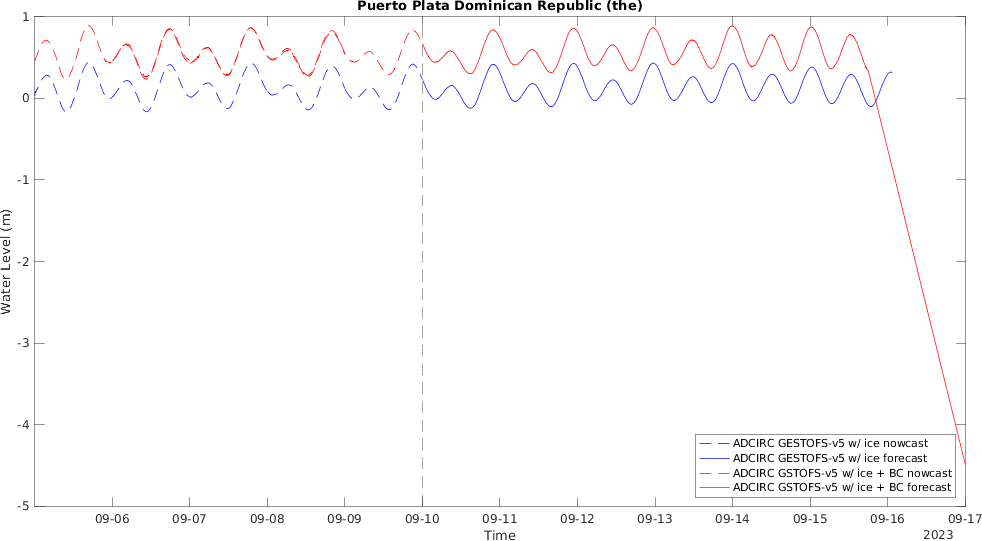 Puerto Plata Dominican Republic (the)
Water Level (m)
1
0
-1
-2
-3
-4
-5
ADCIRC GESTOFS-v5 w/ ice nowcast
ADCIRC GESTOFS-v5 w/ ice forecast
ADCIRC GSTOFS-v5 w/ ice + BC nowcast
ADCIRC GSTOFS-v5 w/ ice + BC forecast
09-06 09-07 09-08 09-09 09-10 09-11 09-12 09-13 09-14 09-15 09-16 09-17
Time
2023